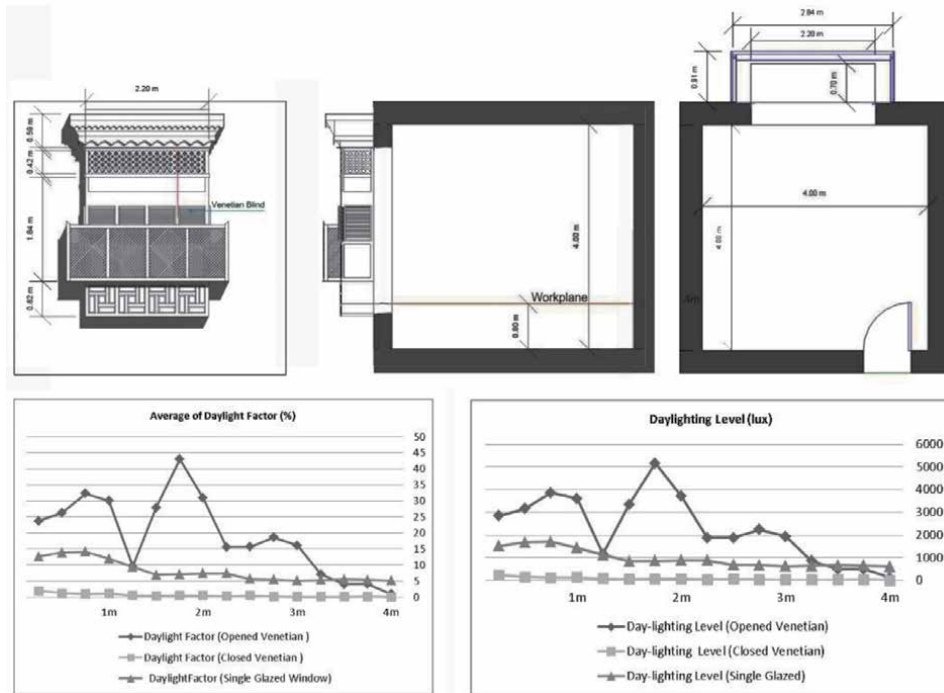 2.84 m
2.20 m
0.91 m
0.70 m
2.20 m
0.58 m
0.42 m
Venetian Blind
1.84 m
0.62 m
4.00 m
Workplane
0.80 m
4.00 m
Average of Daylight Factor (%)
50
45
40
35
30
25
20
15
10
5
0
1m 2m 3m 4m
Daylight Factor (Opened Venetian )
Daylight Factor (Closed Venetian )
DaylightFactor (Single Glazed Window)
Daylighting Level (lux)
6000
5000
4000
3000
2000
1000
0
1m 2m 3m 4m
Day-lighting Level (Opened Venetian)
Day-lighting Level (Closed Venetian)
Day-lighting Level (Single Glazed)